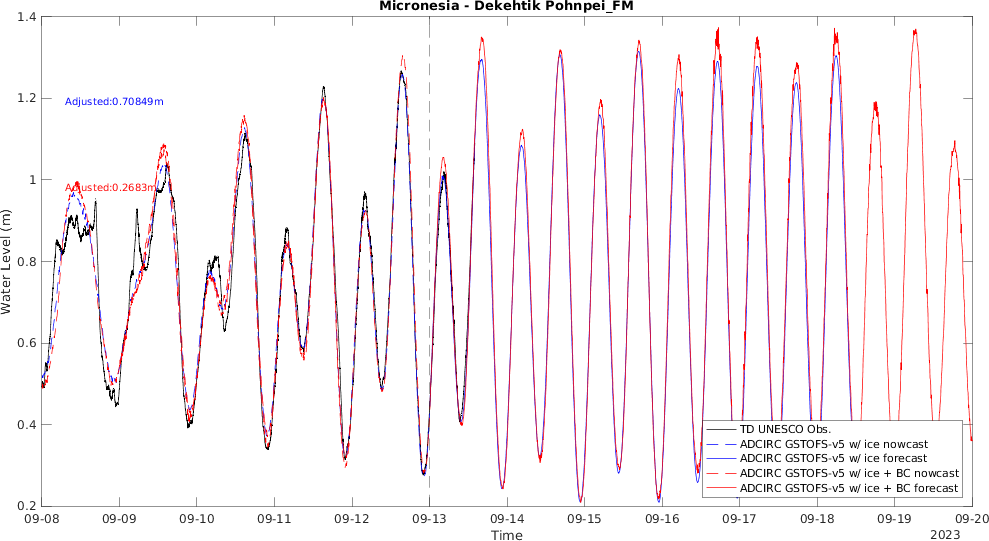 Micronesia - Dekehtik Pohnpei_FM
1.4
1.2
1
0.8
0.6
0.4
0.2
Water Level (m)
Adjusted:0.70849m
Adjusted:0.2683m
TD UNESCO Obs.
ADCIRC GSTOFS-v5 w/ ice nowcast
ADCIRC GSTOFS-v5 w/ ice forecast
ADCIRC GSTOFS-v5 w/ ice + BC nowcast
ADCIRC GSTOFS-v5 w/ ice + BC forecast
09-08 09-09 09-10 09-11 09-12 09-13 09-14 09-15 09-16 09-17 09-18 09-19 09-20
Time
2023